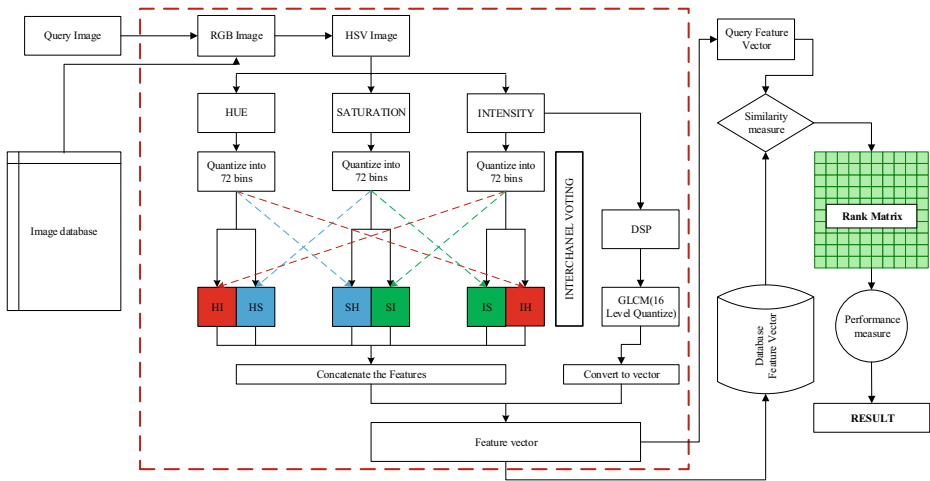 Query Image
RGB Image
HSV Image
Query Feature
Vector
HUE
SATURATION
INTENSITY
Similarity
measure
Quantize into
72 bins
Quantize into
72 bins
Quantize into
72 bins
INTERCHANEL VOTING
Image database
DSP
Rank Matrix
HI
HS
SH
SI
IS
IH
GLCM(16
Level Quantize)
Performance
measure
Database
Feature Vector
Concatenate the Features
Convert to vector
RESULT
Feature vector